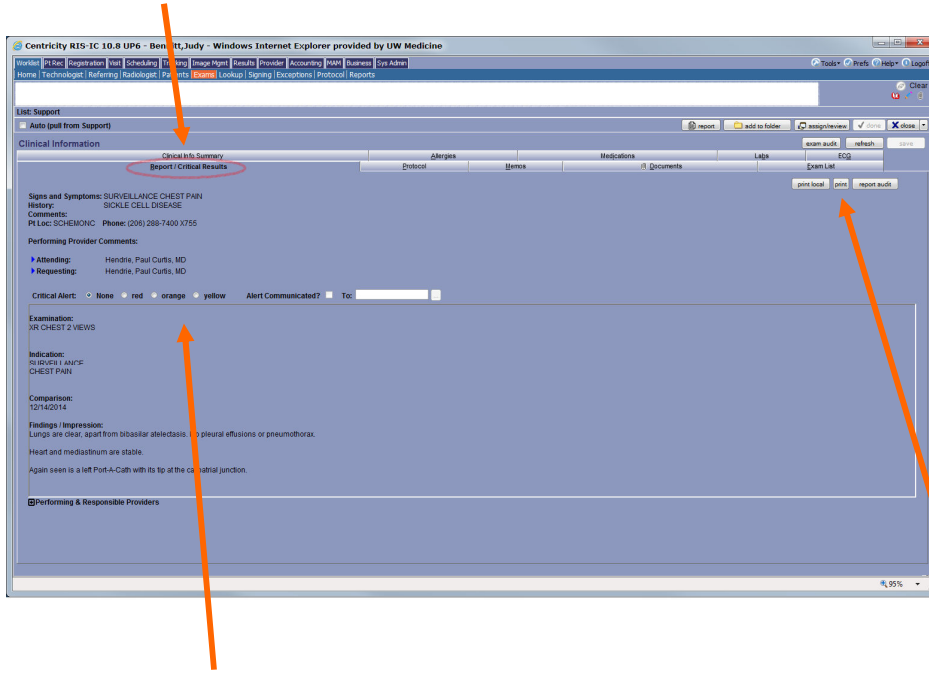 Centricity RIS-IC 10.8 UP6 - Bennett,Judy - Windows Internet Explorer provided by UW Medicine
Worklist Pt Rec Registration Visit Scheduling Tracking Image Mgmt Results Provider Accounting MAM Business Sys Admin
Tools Prefs Help Logoff
Home Technologist Referring Radiologist Patients Exams Lookup Signing Exceptions Protocol Reports
Clear
List: Support
Auto (pull from Support) report add to folder assign/review done close
Clinical Information exam audit refresh save
Clinical Info Summary Allergies Medications Labs ECG
Report / Critical Results Protocol Memos Documents Exam List
print local print report audit
Signs and Symptoms: SURVEILLANCE CHEST PAIN
History: SICKLE CELL DISEASE
Comments:
Pt Loc: SCHEMONC Phone: (206) 288-7400 X755
Performing Provider Comments:
Attending: Hendrie, Paul Curtis, MD
Requesting: Hendrie, Paul Curtis, MD
Critical Alert: None red orange yellow Alert Communicated? To:
Examination:
XR CHEST 2 VIEWS
Indication:
SURVEILLANCE
CHEST PAIN
Comparison:
12/14/2014
Findings / Impression:
Lungs are clear, apart from bibasilar atelectasis. No pleural effusions or pneumothorax.
Heart and mediastinum are stable.
Again seen is a left Port-A-Cath with its tip at the cavoatrial junction.
Performing & Responsible Providers
95%